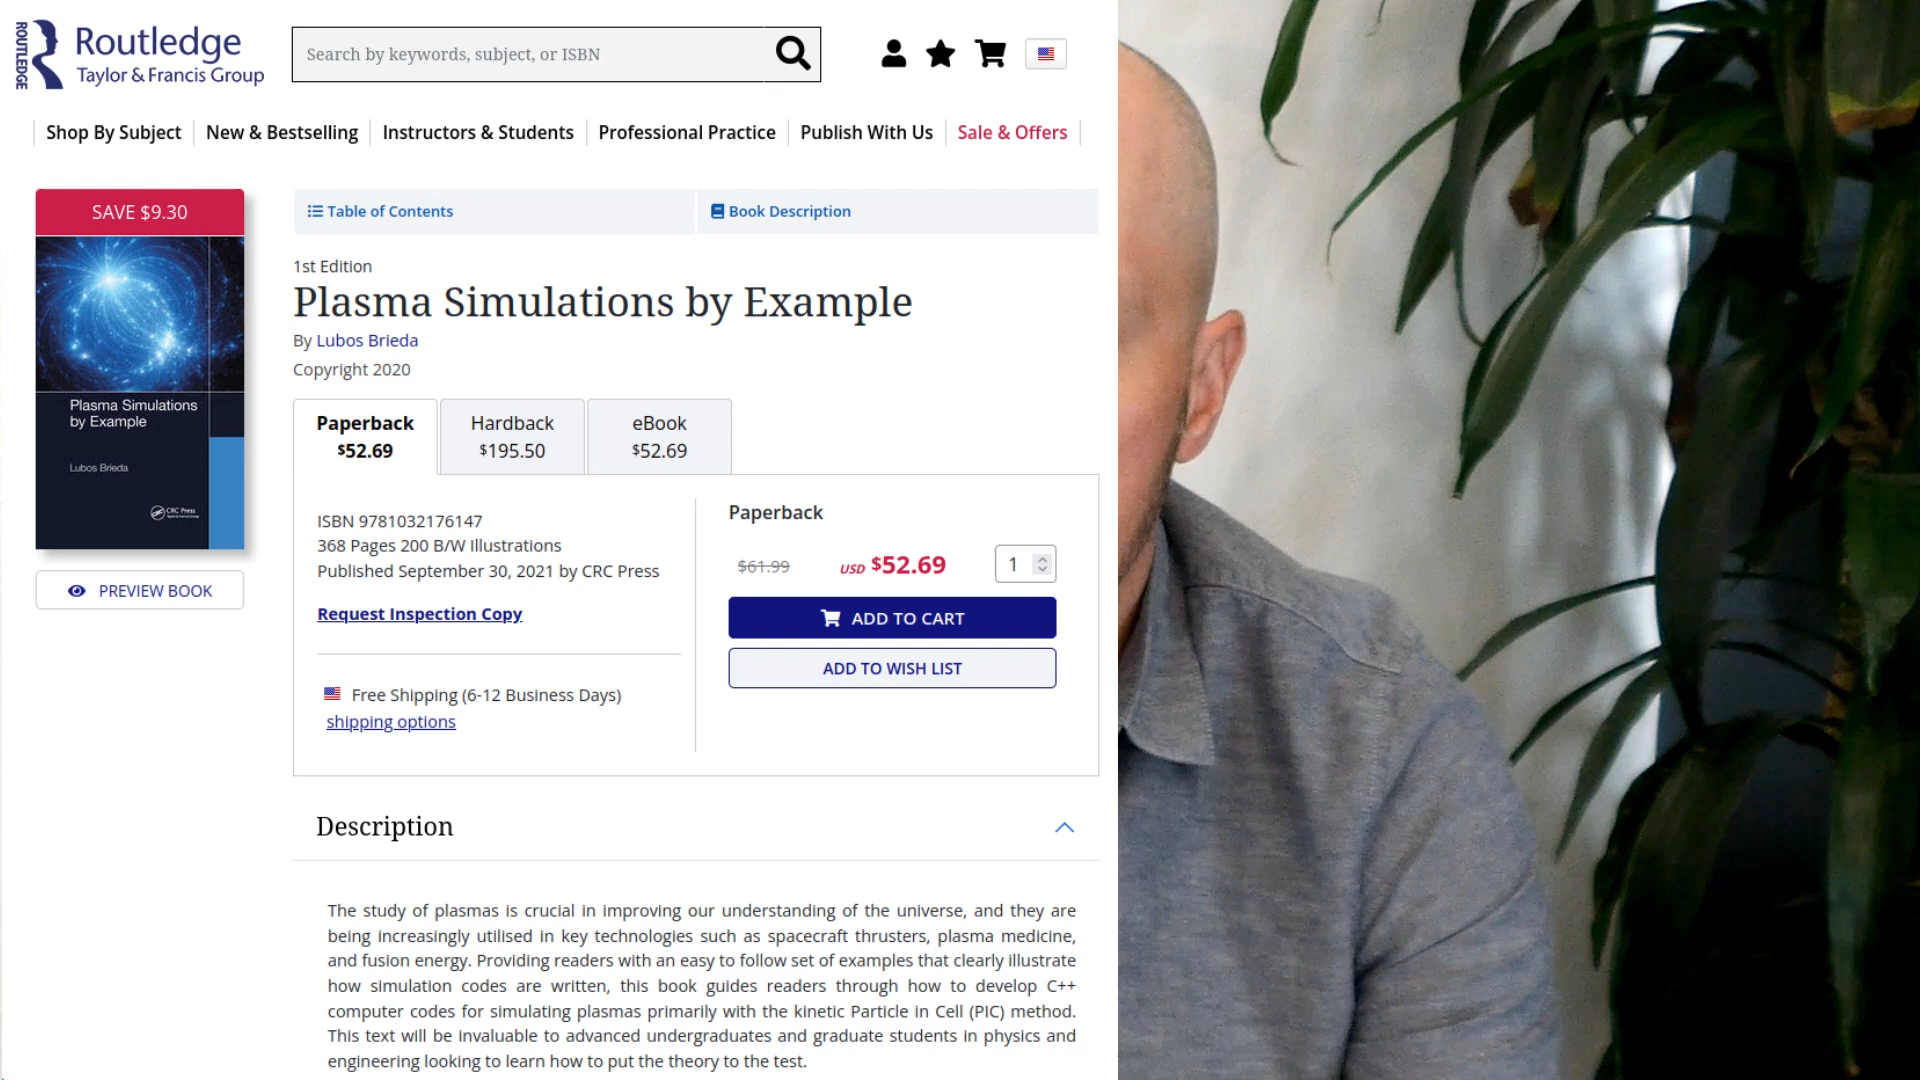 ROUTLEDGE
Routledge
Taylor & Francis Group
Search by keywords, subject, or ISBN
Shop By Subject
New & Bestselling
Instructors & Students
Professional Practice
Publish With Us
Sale & Offers
SAVE $9.30
Plasma Simulations
by Example
Lubos Brieda
CRC Press
PREVIEW BOOK
Table of Contents
Book Description
1st Edition
Plasma Simulations by Example
By Lubos Brieda
Copyright 2020
Paperback
$52.69
Hardback
$195.50
eBook
$52.69
ISBN 9781032176147
368 Pages 200 B/W Illustrations
Published September 30, 2021 by CRC Press
Request Inspection Copy
Free Shipping (6-12 Business Days)
shipping options
Paperback
$61.99
USD $52.69
1
ADD TO CART
ADD TO WISH LIST
Description
The study of plasmas is crucial in improving our understanding of the universe, and they are
being increasingly utilised in key technologies such as spacecraft thrusters, plasma medicine,
and fusion energy. Providing readers with an easy to follow set of examples that clearly illustrate
how simulation codes are written, this book guides readers through how to develop C++
computer codes for simulating plasmas primarily with the kinetic Particle in Cell (PIC) method.
This text will be invaluable to advanced undergraduates and graduate students in physics and
engineering looking to learn how to put the theory to the test.